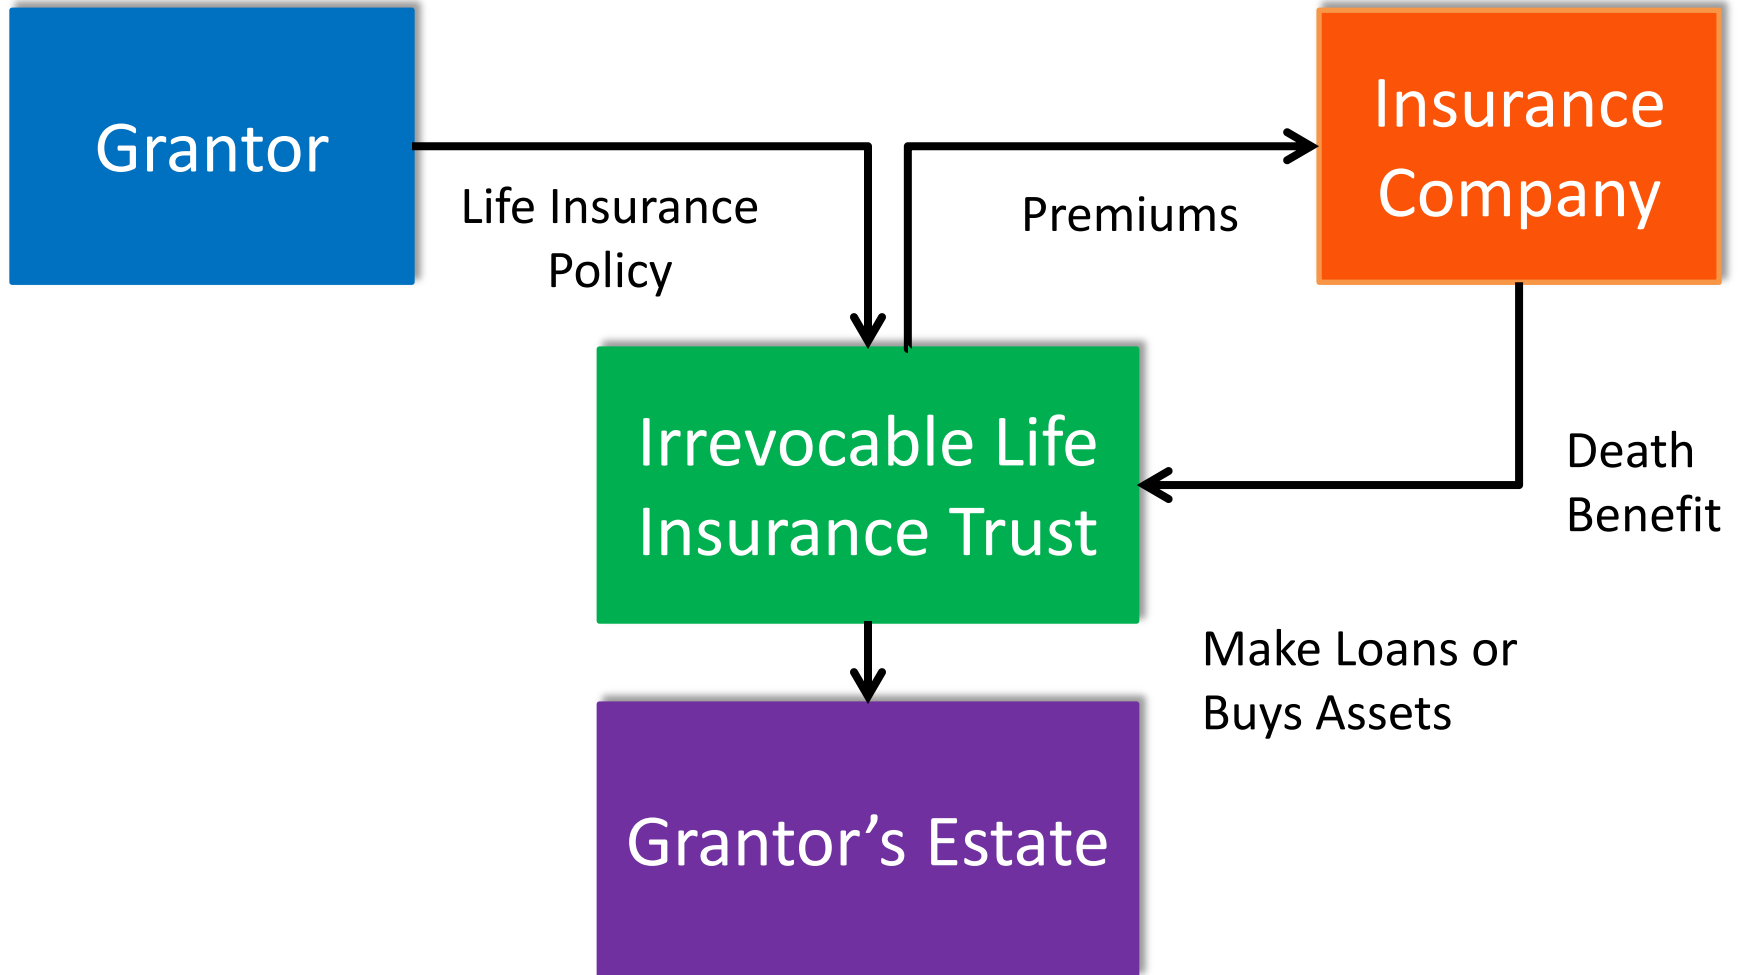 Grantor
Life Insurance
Policy
Premiums
Insurance
Company
Irrevocable Life
Insurance Trust
Death
Benefit
Make Loans or
Buys Assets
Grantor’s Estate